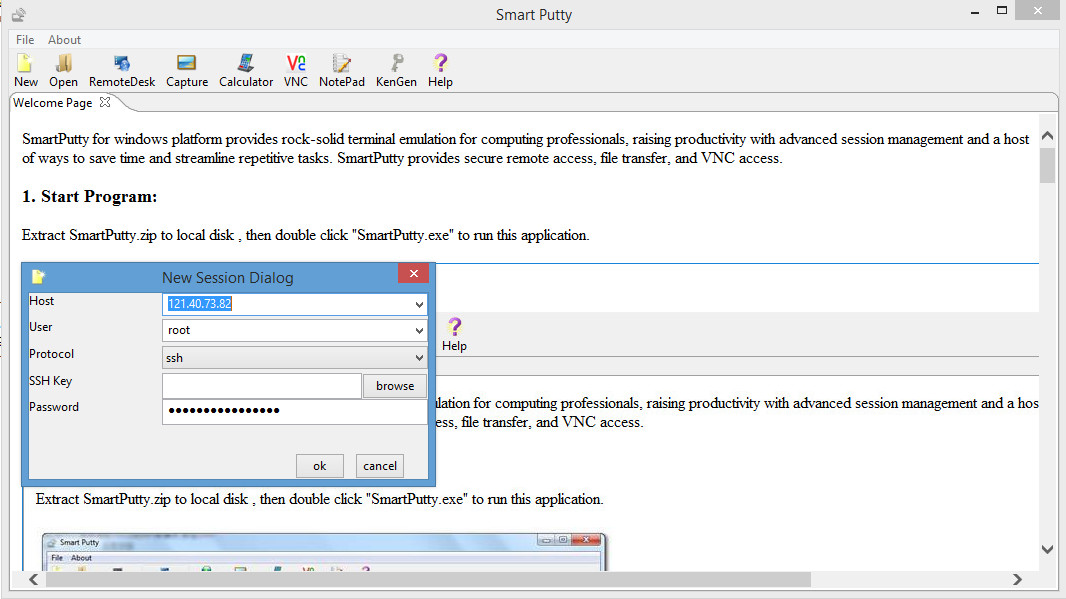 Smart Putty
File About
New Open RemoteDesk Capture Calculator VNC NotePad KenGen Help
Welcome Page
SmartPutty for windows platform provides rock-solid terminal emulation for computing professionals, raising productivity with advanced session management and a host
of ways to save time and streamline repetitive tasks. SmartPutty provides secure remote access, file transfer, and VNC access.
1. Start Program:
Extract SmartPutty.zip to local disk , then double click "SmartPutty.exe" to run this application.
New Session Dialog
Host 121.40.73.82
User root
Protocol ssh
SSH Key browse
Password ●●●●●●●●●●●●●●●●
ok cancel
Help
for computing professionals, raising productivity with advanced session management and a hos
file transfer, and VNC access.
Extract SmartPutty.zip to local disk , then double click "SmartPutty.exe" to run this application.
Smart Putty
File About